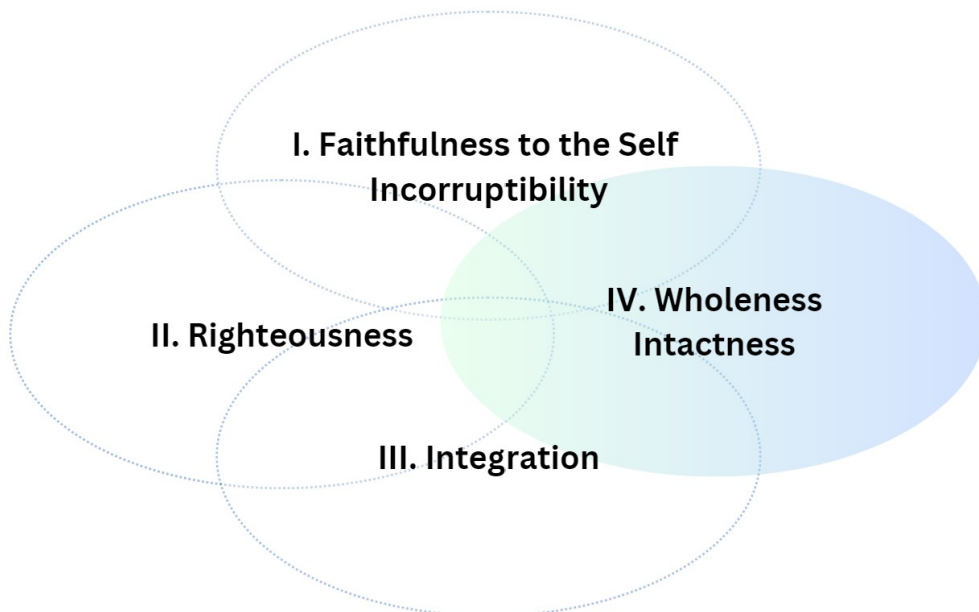 I. Faithfulness to the Self
Incorruptibility
IV. Wholeness
Intactness
II. Righteousness
III. Integration